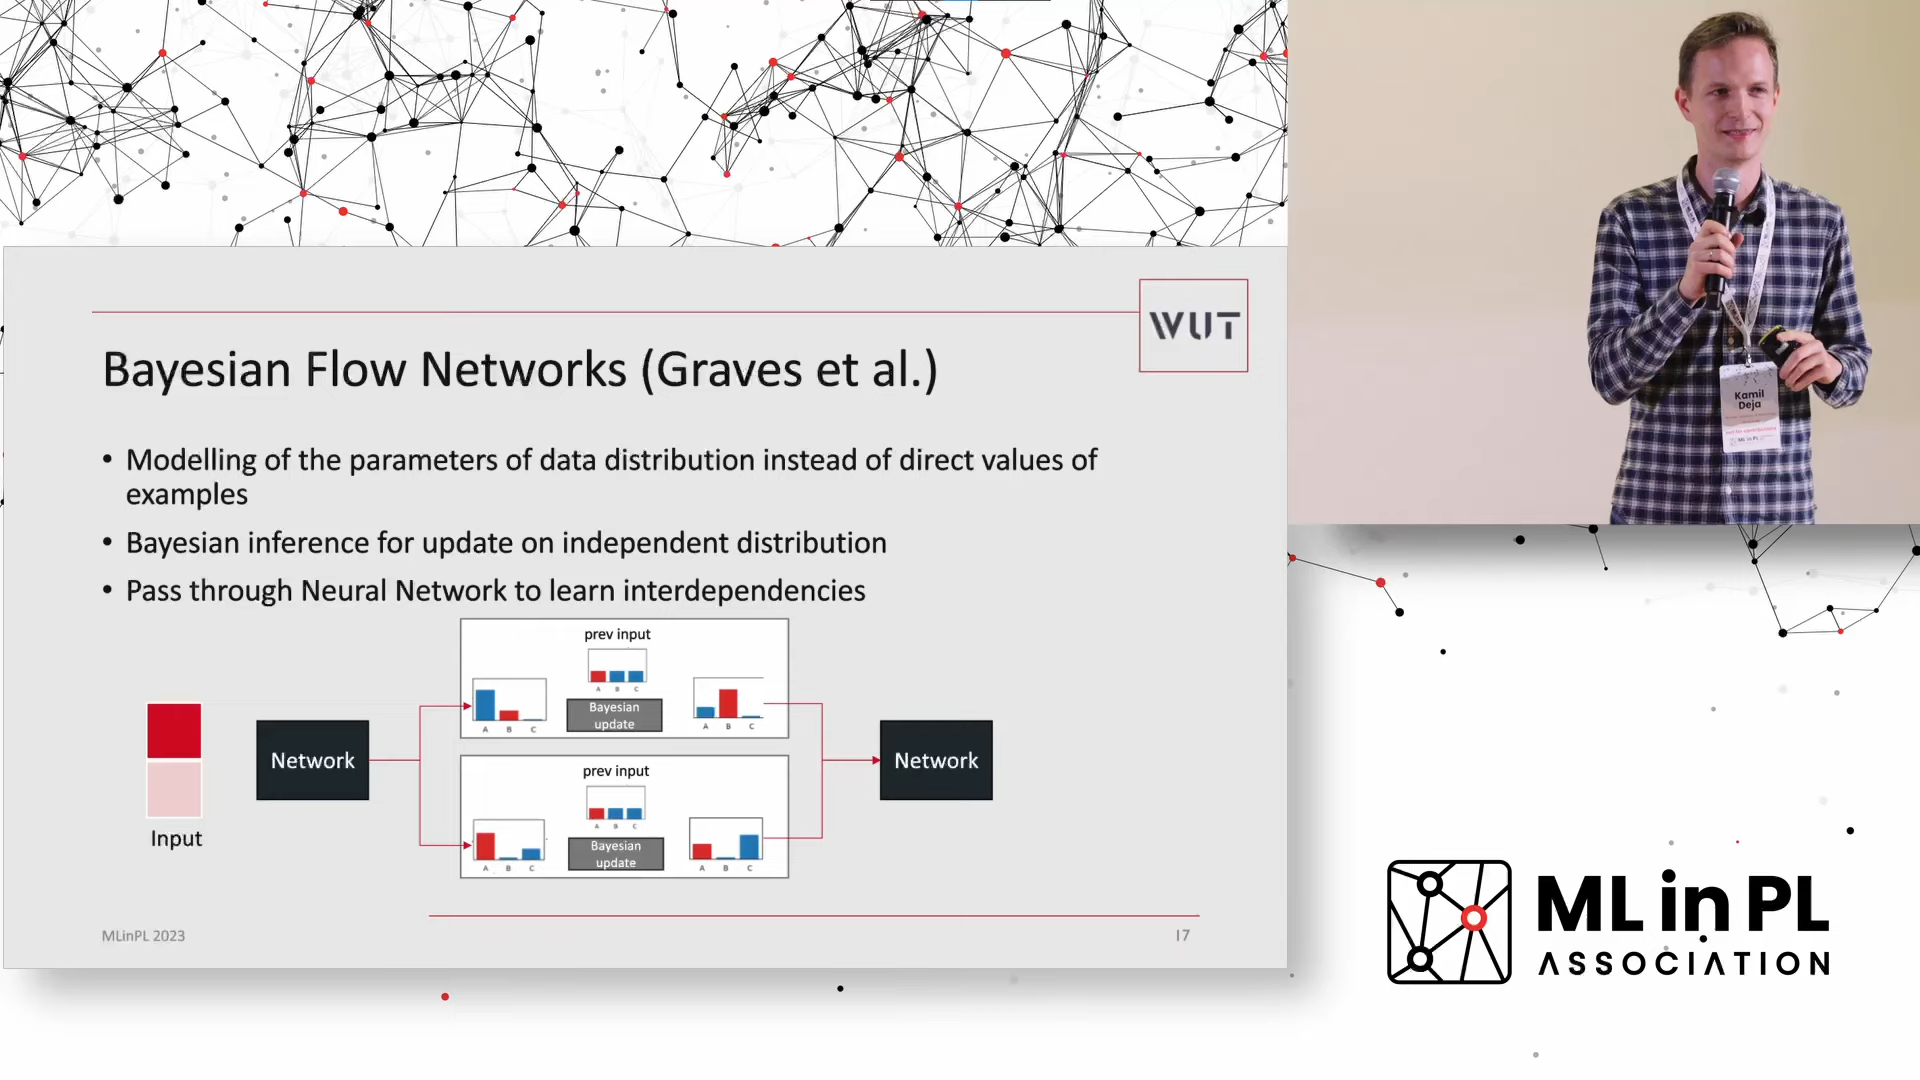 WUT
Bayesian Flow Networks (Graves et al.)
• Modelling of the parameters of data distribution instead of direct values of
examples
• Bayesian inference for update on independent distribution
• Pass through Neural Network to learn interdependencies
prev input
A B C
Bayesian
update
A B C
A B C
prev input
A B C
Bayesian
update
A B C
A B C
Network
Network
Input
MLinPL 2023
17
Kamil
Deja
ML in PL
ASSOCIATION